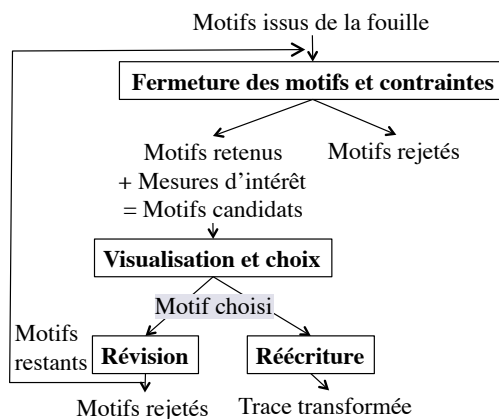 Motifs issus de la fouille
Fermeture des motifs et contraintes
Motifs retenus
+ Mesures d'intérêt
= Motifs candidats
Motifs rejetés
Visualisation et choix
Motif choisi
Motifs
restants
Révision
Réécriture
Motifs rejetés
Trace transformée